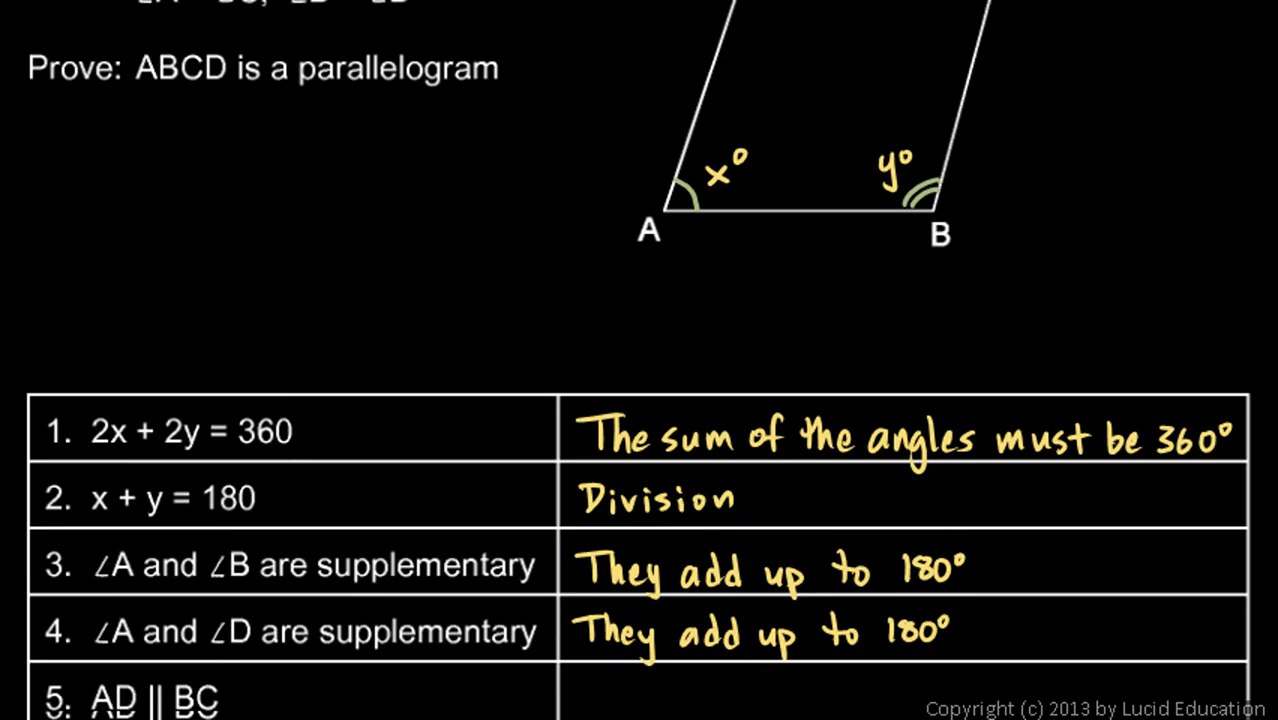 Prove: ABCD is a parallelogram
x°
y°
A
B
1. 2x + 2y = 360
The sum of the angles must be 360°
2. x + y = 180
Division
3. ∠A and ∠B are supplementary
They add up to 180°
4. ∠A and ∠D are supplementary
They add up to 180°
5. AD || BC
Copyright (c) 2013 by Lucid Education